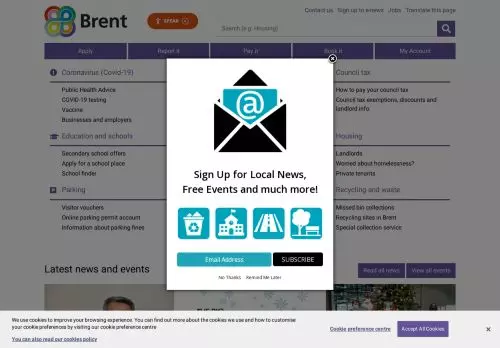 Brent
SPEAK
Contact us Sign up to e-news Jobs Translate this page
Search (e.g. Housing)
Apply Report it Pay it Book it My Account
Coronavirus (Covid-19)
Public Health Advice
COVID-19 testing
Vaccine
Businesses and employers
Council tax
How to pay your council tax
Council tax exemptions, discounts and
landlord info
Education and schools
Secondary school offers
Apply for a school place
School finder
Housing
Landlords
Worried about homelessness?
Private tenants
Parking
Visitor vouchers
Online parking permit account
Information about parking fines
Recycling and waste
Missed bin collections
Recycling sites in Brent
Special collection service
@
Sign Up for Local News,
Free Events and much more!
Email Address SUBSCRIBE
No Thanks Remind Me Later
Latest news and events
Read all news View all events
We use cookies to improve your browsing experience. You can find out more about the cookies we use and how to customise
your cookie preferences by visiting our cookie preference centre
You can also read our cookies policy
Cookie preference centre
Accept All Cookies